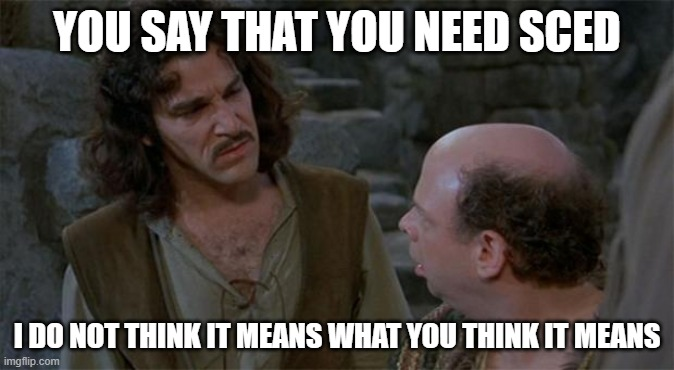 YOU SAY THAT YOU NEED SCED
I DO NOT THINK IT MEANS WHAT YOU THINK IT MEANS
imgflip.com